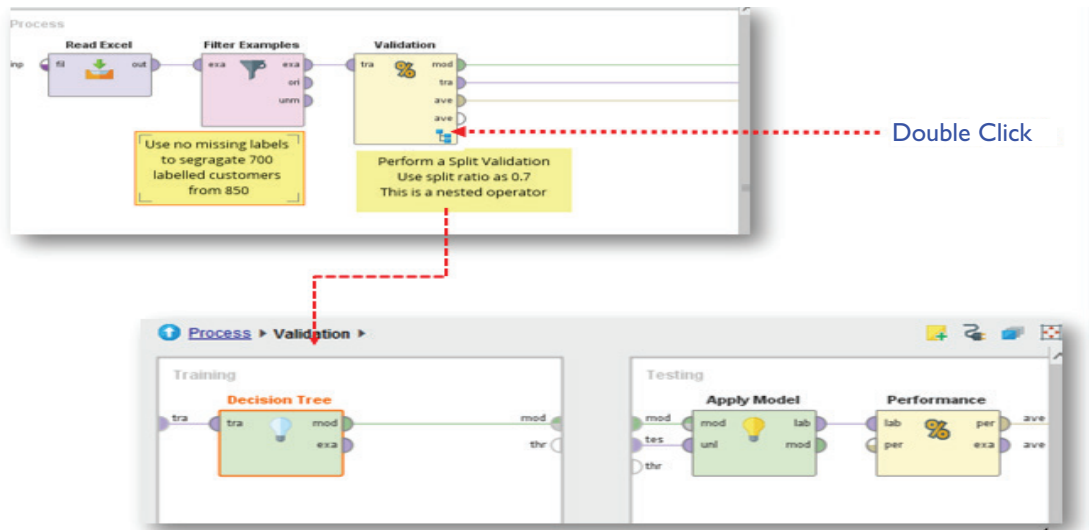 Process
Read Excel
Filter Examples
Validation
inp
fil
out
exa
exa
ori
unm
tra
mod
tra
ave
ave
Use no missing labels
to segragate 700
labelled customers
from 850
Perform a Split Validation
Use split ratio as 0.7
This is a nested operator
Double Click
Process ▸ Validation ▸
Training
Decision Tree
tra
tra
mod
exa
mod
thr
Testing
Apply Model
Performance
mod
tes
thr
mod
unl
lab
mod
lab
per
per
exa
ave
ave